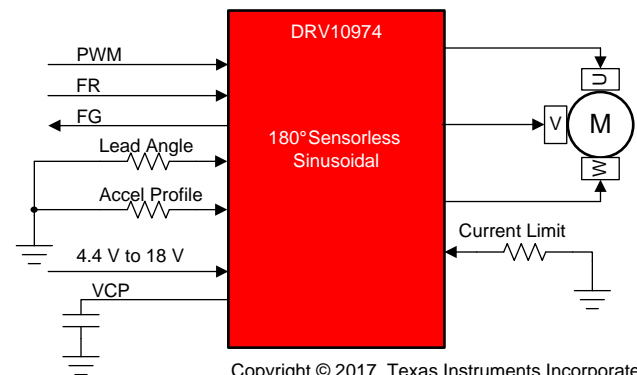 DRV10974
PWM
FR
FG
Lead Angle
Accel Profile
4.4 V to 18 V
VCP
180° Sensorless
Sinusoidal
U
V
M
W
Current Limit
Copyright © 2017, Texas Instruments Incorporate